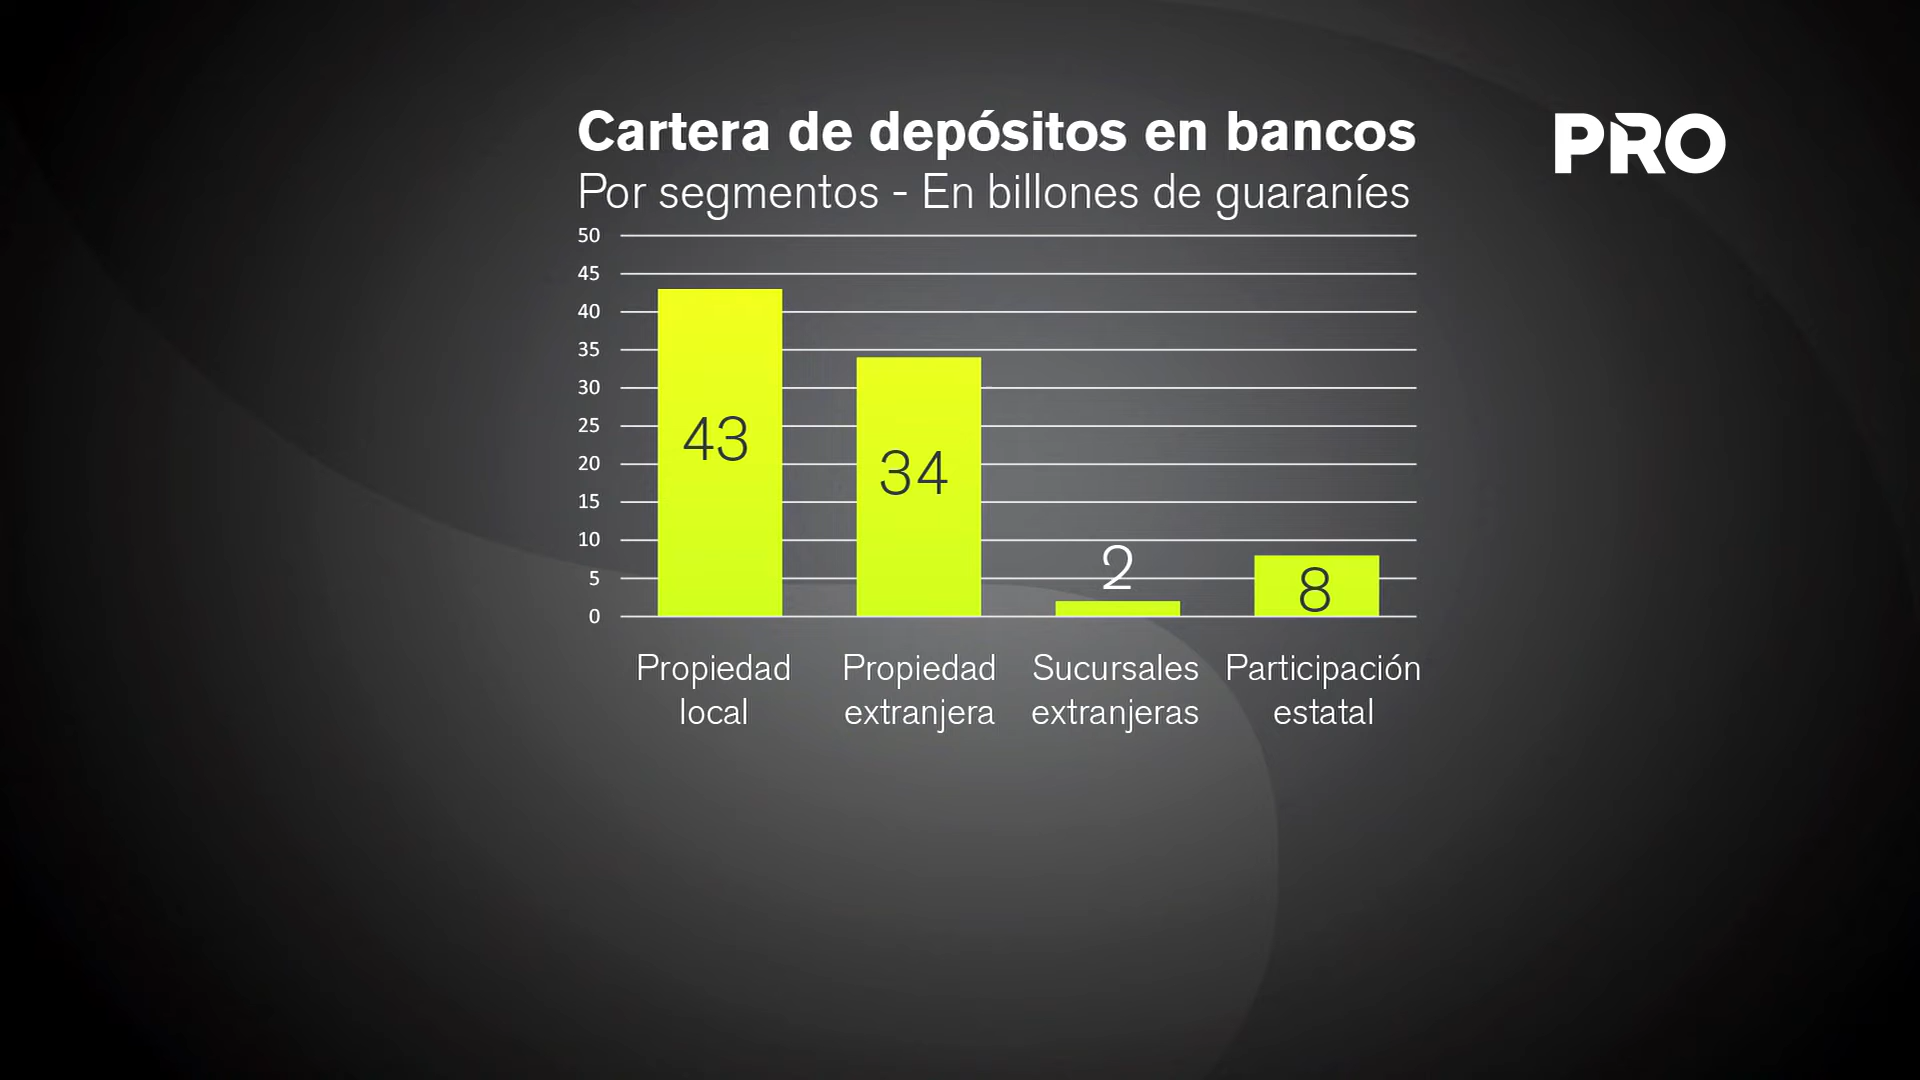 Cartera de depósitos en bancos
PRO
Por segmentos - En billones de guaraníes
50
45
40
35
30
25
20
15
10
5
0
43
34
2
8
Propiedad local
Propiedad extranjera
Sucursales extranjeras
Participación estatal